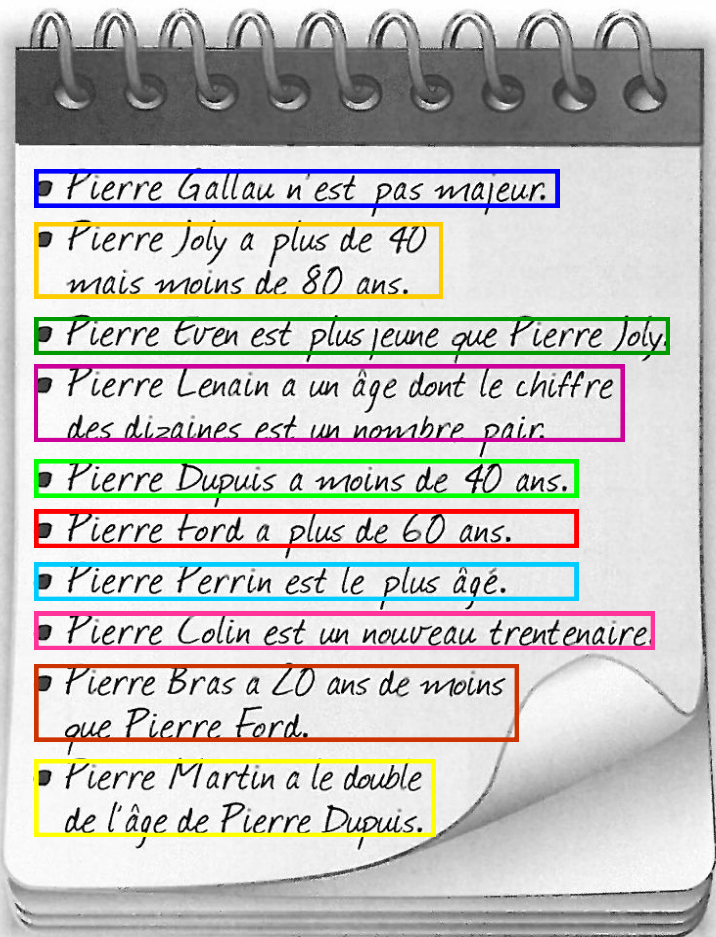 • Pierre Gallau n'est pas majeur.
• Pierre Joly a plus de 40
mais moins de 80 ans.
• Pierre Even est plus jeune que Pierre Joly.
• Pierre Lenain a un âge dont le chiffre
des dizaines est un nombre pair.
• Pierre Dupuis a moins de 40 ans.
• Pierre Ford a plus de 60 ans.
• Pierre Perrin est le plus âgé.
• Pierre Colin est un nouveau trentenaire.
• Pierre Bras a 20 ans de moins
que Pierre Ford.
• Pierre Martin a le double
de l'âge de Pierre Dupuis.